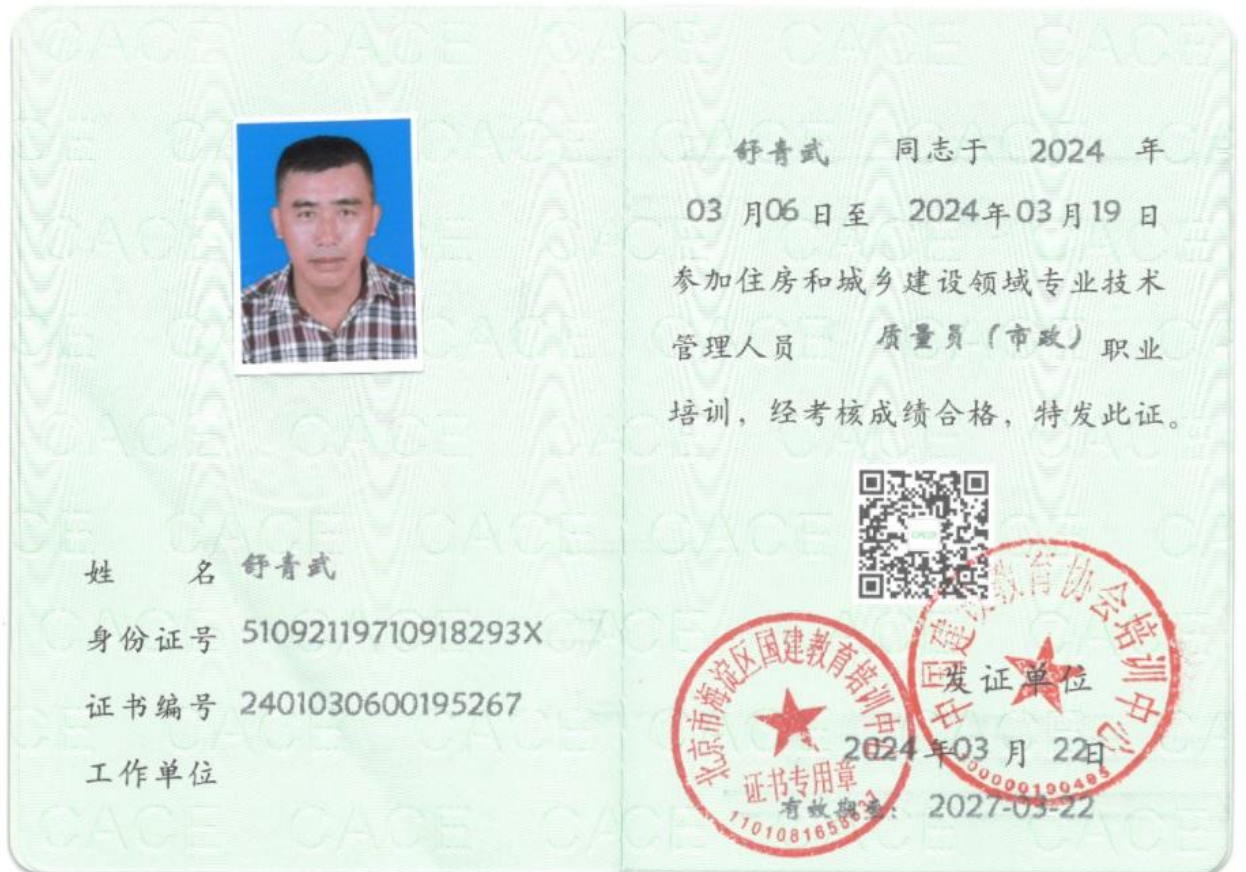 姓 名 舒青武
身份证号 51092119710918293X
证书编号 2401030600195267
工作单位
舒青武 同志于 2024 年
03 月06 日至 2024年03月19 日
参加住房和城乡建设领域专业技术
管理人员 质量员（市政） 职业
培训，经考核成绩合格，特发此证。
中国建设教育协会培训中心
北京市海淀区国建教育培训中心
发证单位
2024 年03 月 22日
证书专用章
有效期至： 2027-03-22